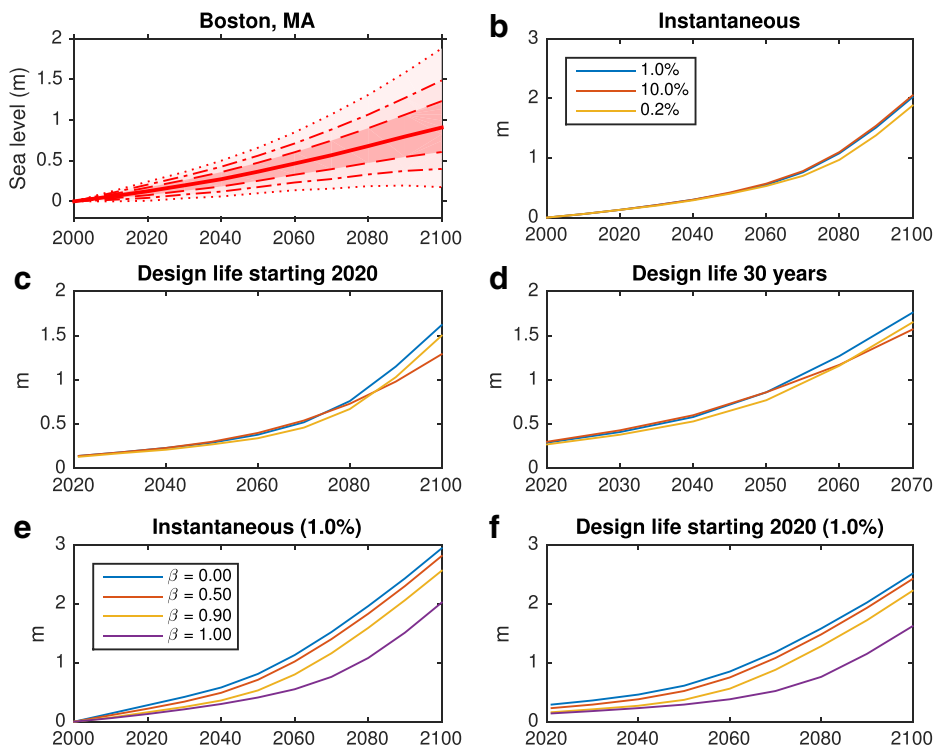 Boston, MA
Sea level (m)
2
1.5
1
0.5
0
2000 2020 2040 2060 2080 2100
b
Instantaneous
m
3
2
1
0
1.0%
10.0%
0.2%
2000 2020 2040 2060 2080 2100
c
Design life starting 2020
m
2
1.5
1
0.5
0
2020 2040 2060 2080 2100
d
Design life 30 years
m
2
1.5
1
0.5
0
2020 2030 2040 2050 2060 2070
e
Instantaneous (1.0%)
m
3
2
1
0
β = 0.00
β = 0.50
β = 0.90
β = 1.00
2000 2020 2040 2060 2080 2100
f
Design life starting 2020 (1.0%)
m
3
2
1
0
2020 2040 2060 2080 2100